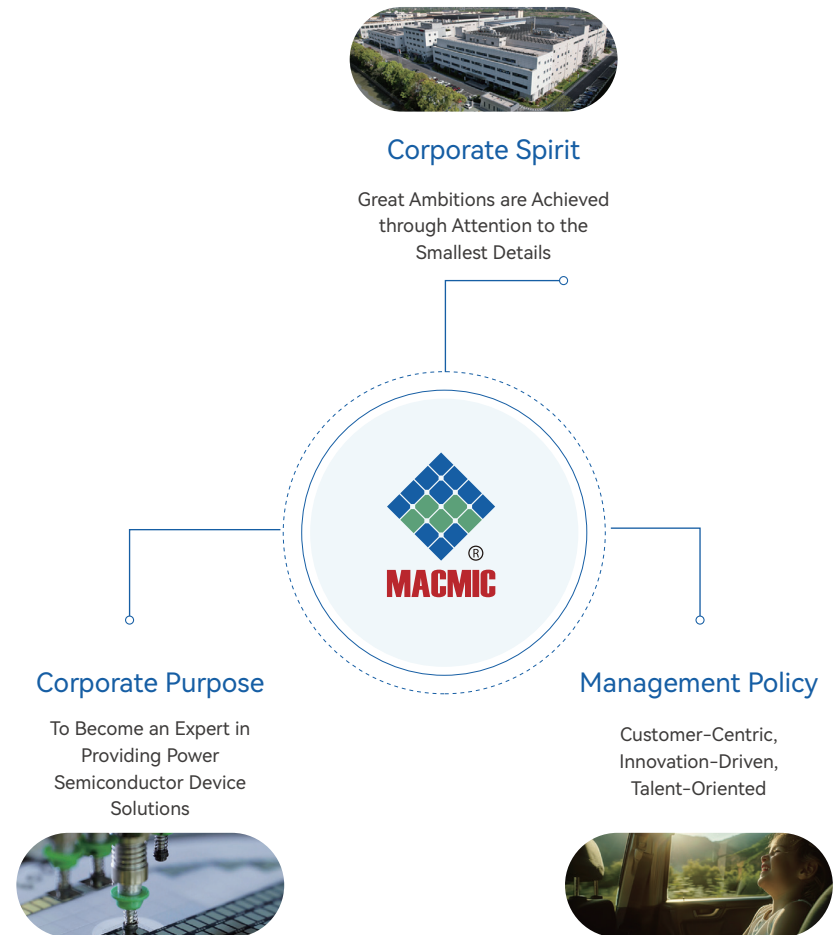 Corporate Spirit
Great Ambitions are Achieved
through Attention to the
Smallest Details
®
MACMIC
Corporate Purpose
To Become an Expert in
Providing Power
Semiconductor Device
Solutions
Management Policy
Customer-Centric,
Innovation-Driven,
Talent-Oriented